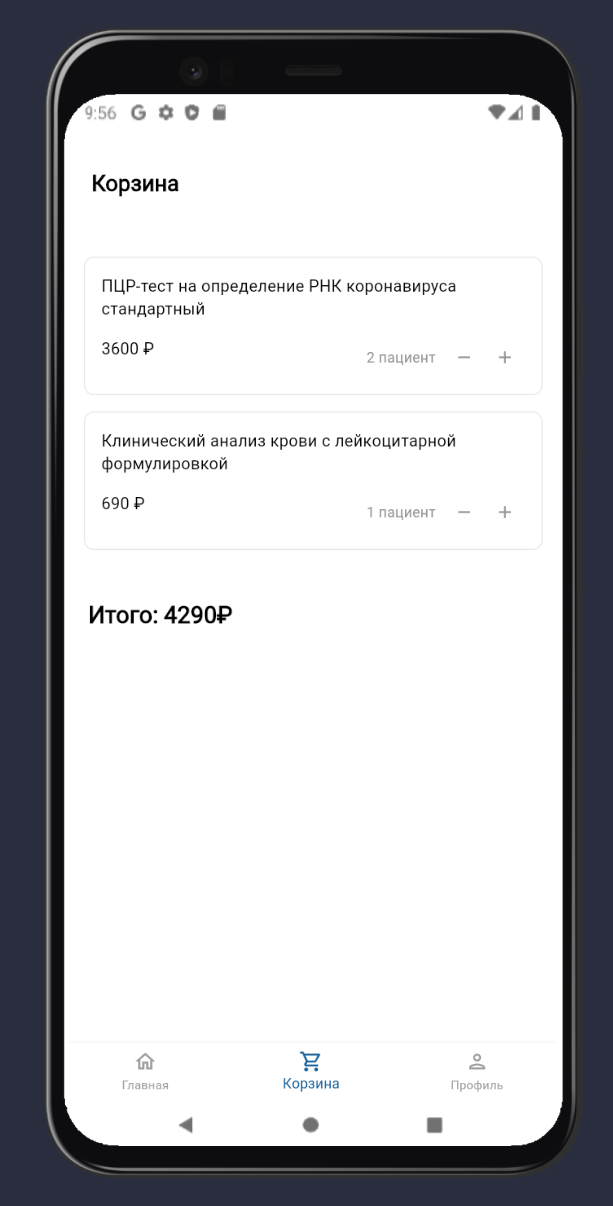 9:56
Корзина
ПЦР-тест на определение РНК коронавируса
стандартный
3600 ₽
2 пациент
Клинический анализ крови с лейкоцитарной
формулировкой
690 ₽
1 пациент
Итого: 4290₽
Главная
Корзина
Профиль